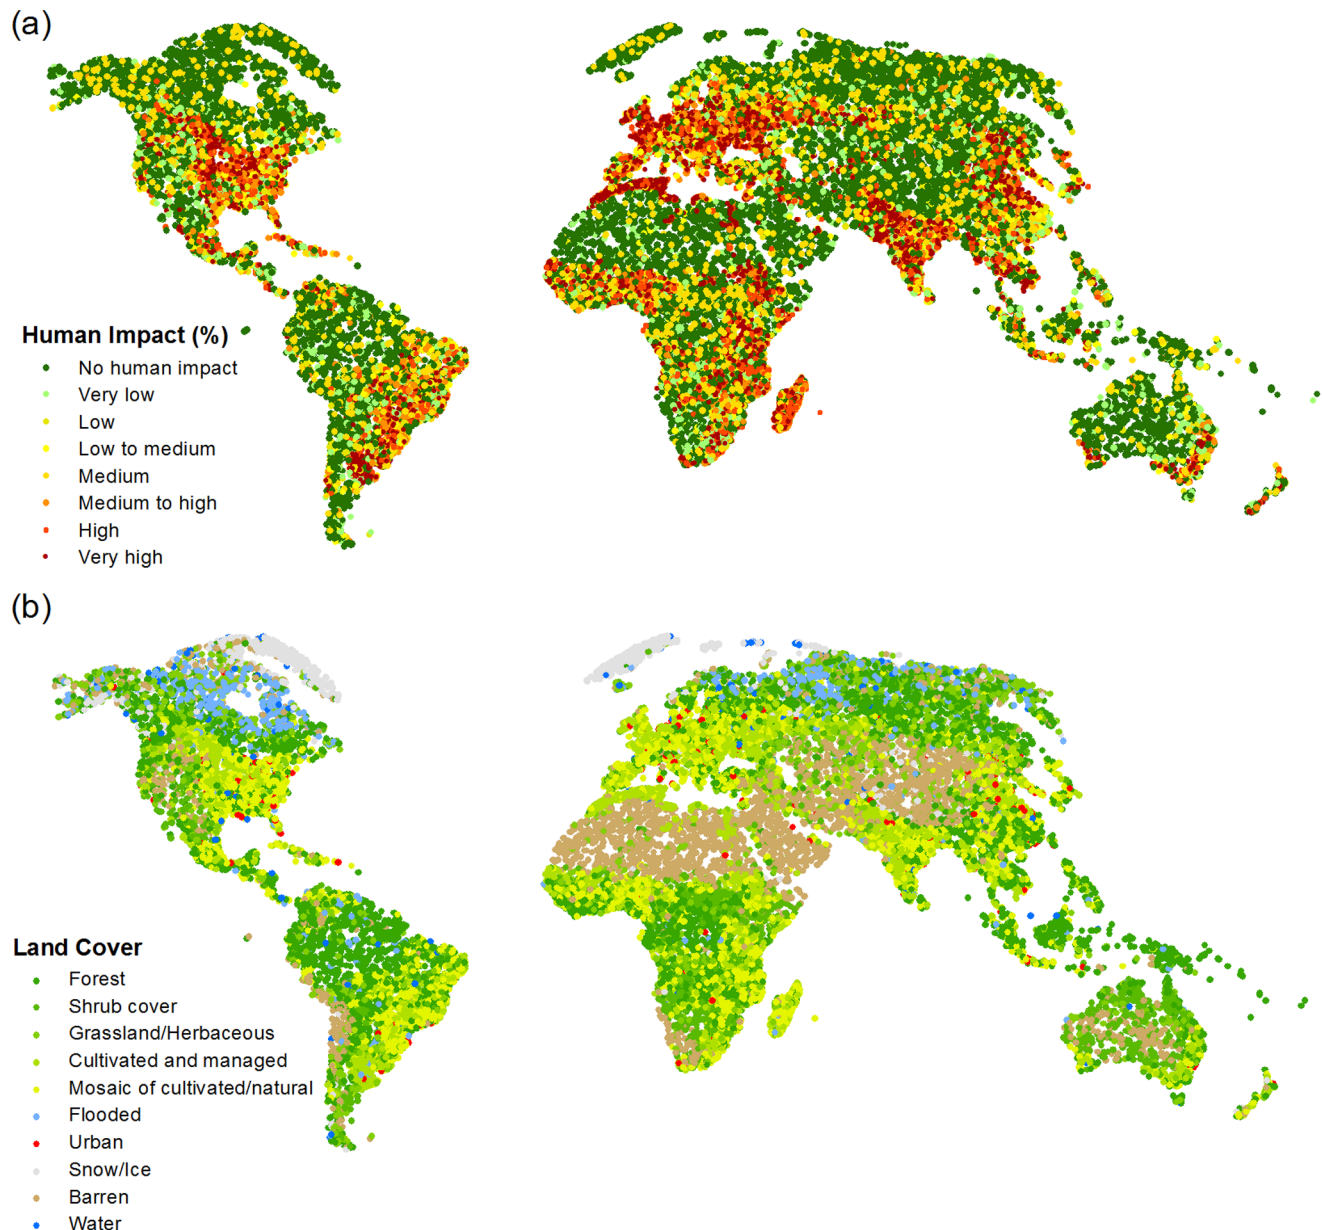 (a)
Human Impact (%)
No human impact
Very low
Low
Low to medium
Medium
Medium to high
High
Very high
(b)
Land Cover
Forest
Shrub cover
Grassland/Herbaceous
Cultivated and managed
Mosaic of cultivated/natural
Flooded
Urban
Snow/Ice
Barren
Water